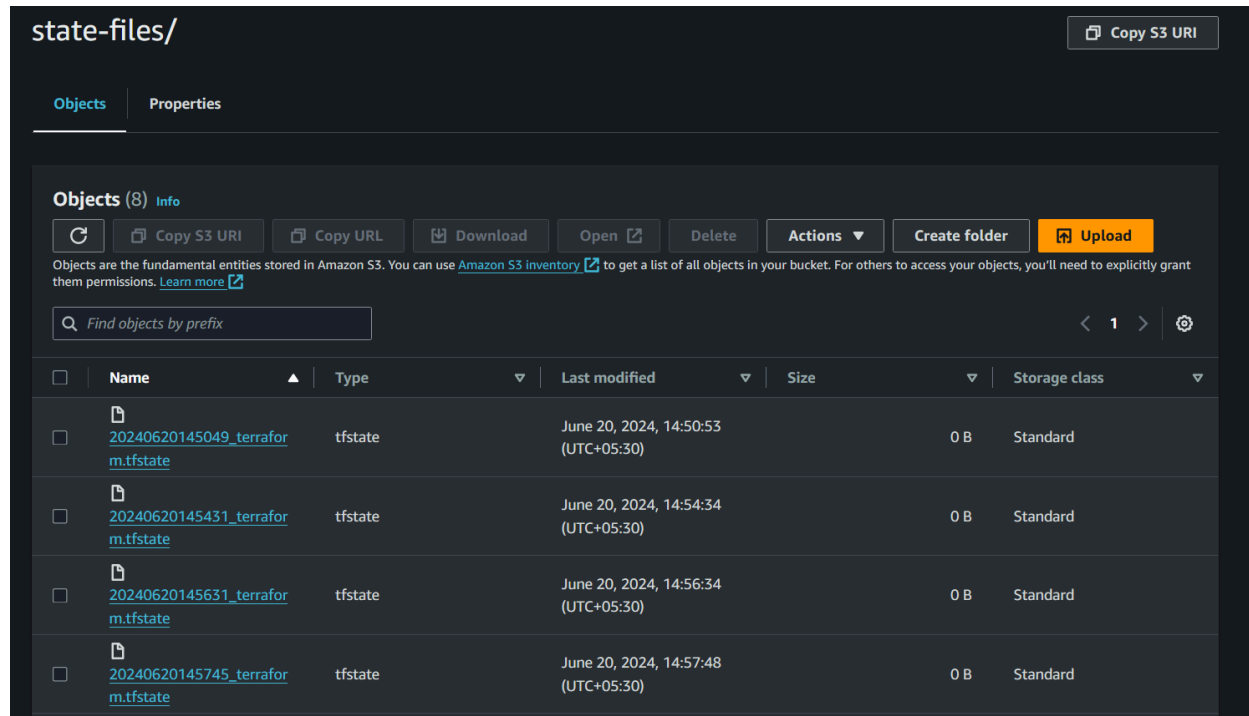 state-files/
Copy S3 URI
Objects
Properties
Objects (8) Info
Copy S3 URI
Copy URL
Download
Open
Delete
Actions
Create folder
Upload
Objects are the fundamental entities stored in Amazon S3. You can use Amazon S3 inventory to get a list of all objects in your bucket. For others to access your objects, you'll need to explicitly grant
them permissions. Learn more
Find objects by prefix
1
Name Type Last modified Size Storage class
20240620145049_terrafor
m.tfstate
tfstate
June 20, 2024, 14:50:53
(UTC+05:30)
0 B
Standard
20240620145431_terrafor
m.tfstate
tfstate
June 20, 2024, 14:54:34
(UTC+05:30)
0 B
Standard
20240620145631_terrafor
m.tfstate
tfstate
June 20, 2024, 14:56:34
(UTC+05:30)
0 B
Standard
20240620145745_terrafor
m.tfstate
tfstate
June 20, 2024, 14:57:48
(UTC+05:30)
0 B
Standard